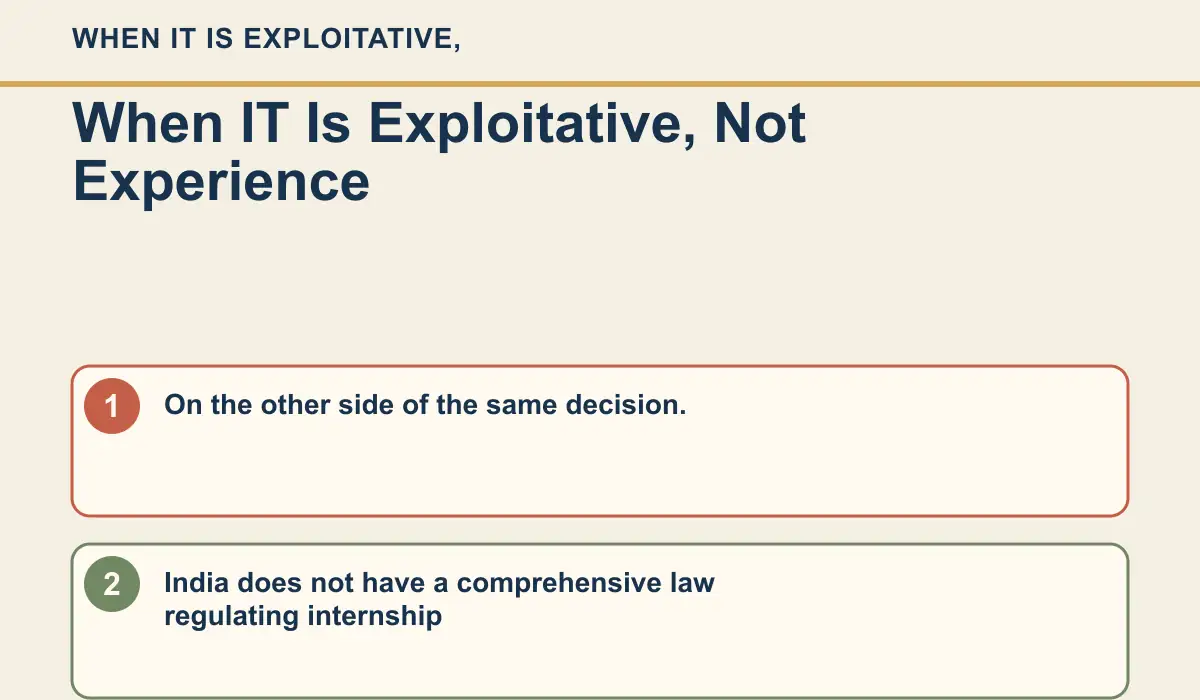 WHEN IT IS EXPLOITATIVE,
When IT Is Exploitative, Not
Experience
1
On the other side of the same decision.
2
India does not have a comprehensive law
regulating internship